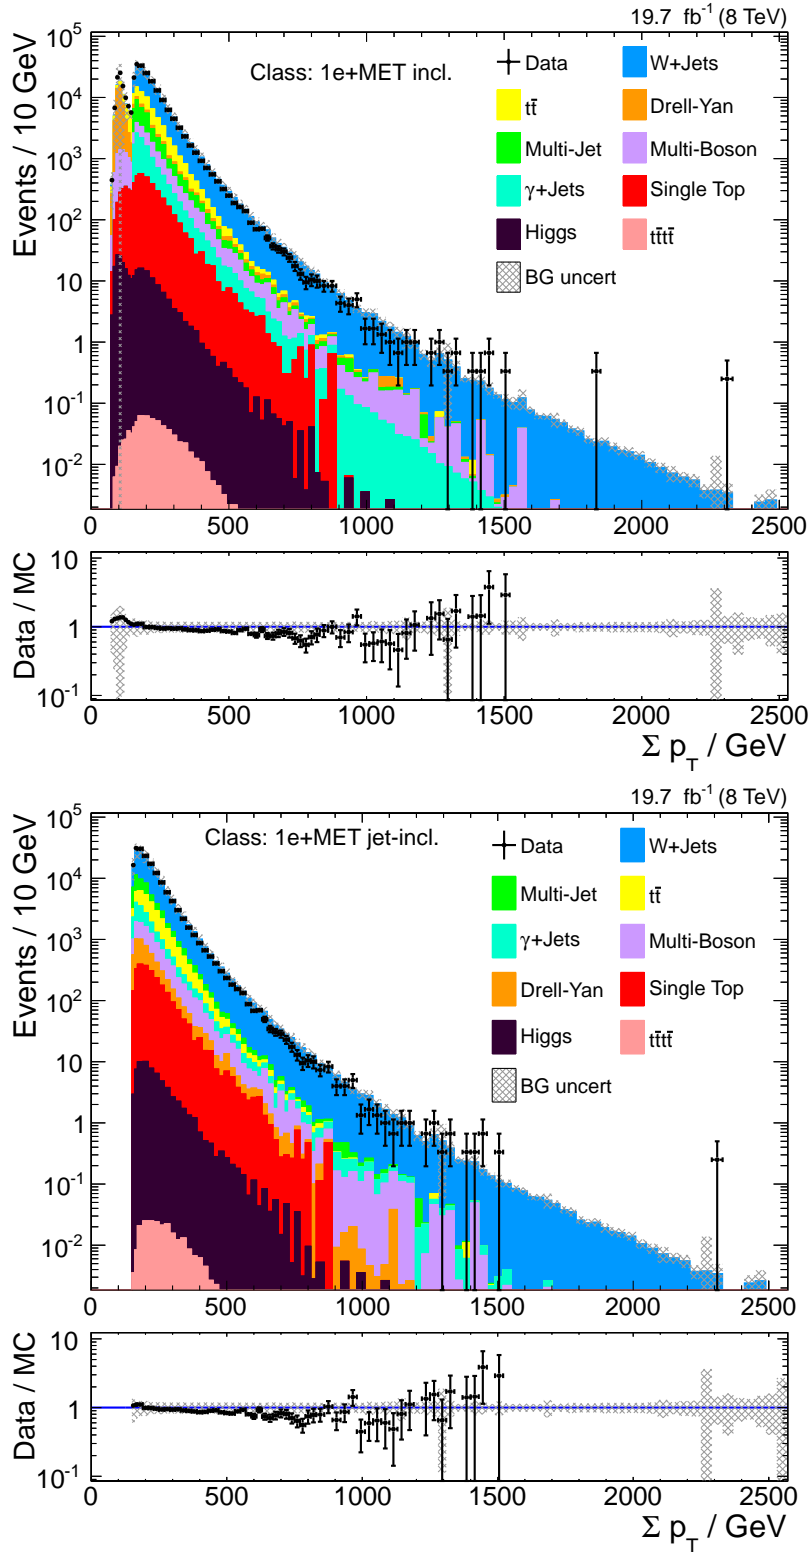 19.7 fb⁻¹ (8 TeV)
Class: 1e+MET incl.
Data W+Jets
tt̄ Drell-Yan
Multi-Jet Multi-Boson
γ+Jets Single Top
Higgs tt̄tt̄
BG uncert
Events / 10 GeV
10⁵
10⁴
10³
10²
10
1
10⁻¹
10⁻²
0 500 1000 1500 2000 2500
Data / MC
10
1
10⁻¹
0 500 1000 1500 2000 2500
Σ p_T / GeV
19.7 fb⁻¹ (8 TeV)
Class: 1e+MET jet-incl.
Data W+Jets
Multi-Jet tt̄
γ+Jets Multi-Boson
Drell-Yan Single Top
Higgs tt̄tt̄
BG uncert
Events / 10 GeV
10⁵
10⁴
10³
10²
10
1
10⁻¹
10⁻²
0 500 1000 1500 2000 2500
Data / MC
10
1
10⁻¹
0 500 1000 1500 2000 2500
Σ p_T / GeV